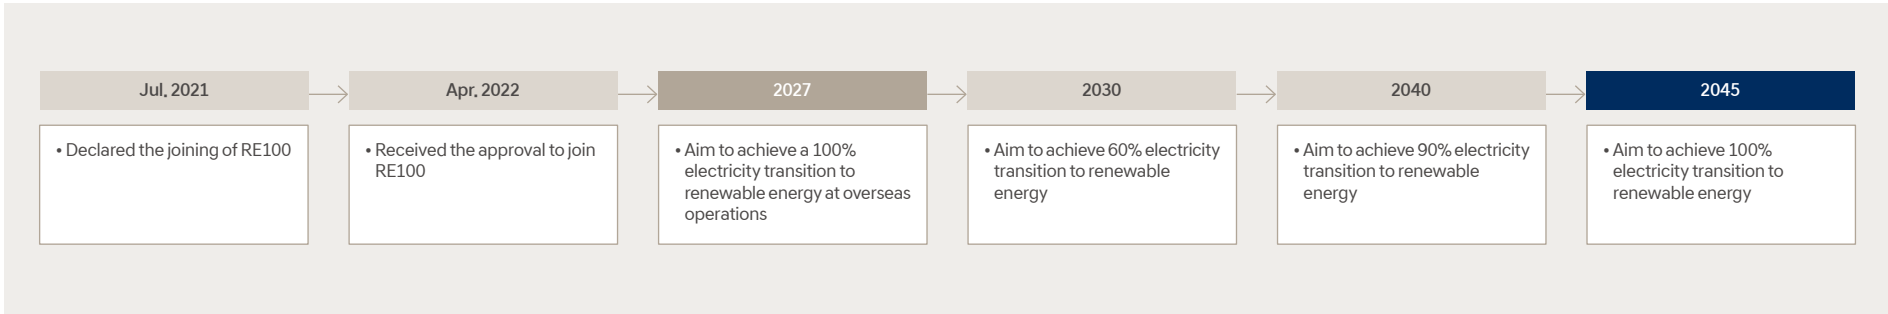 Jul. 2021
• Declared the joining of RE100
Apr. 2022
• Received the approval to join
RE100
2027
• Aim to achieve a 100%
electricity transition to
renewable energy at overseas
operations
2030
• Aim to achieve 60% electricity
transition to renewable
energy
2040
• Aim to achieve 90% electricity
transition to renewable
energy
2045
• Aim to achieve 100%
electricity transition to
renewable energy